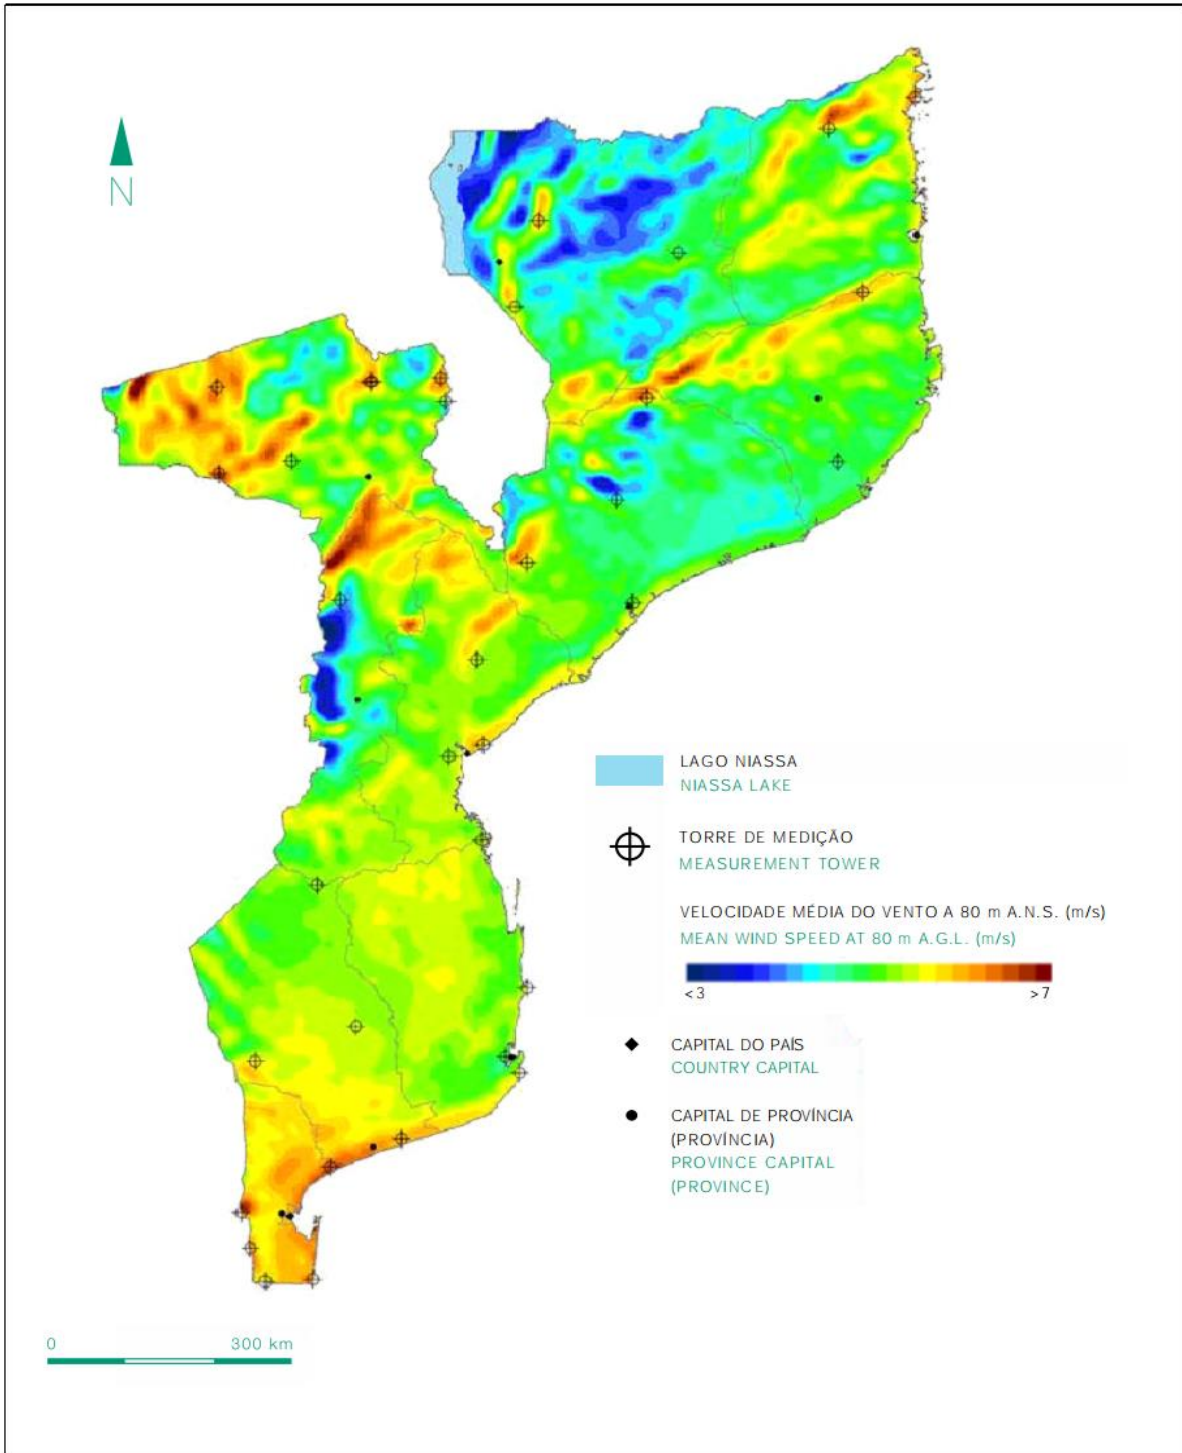 N
LAGO NIASSA
NIASSA LAKE
TORRE DE MEDIÇÃO
MEASUREMENT TOWER
VELOCIDADE MÉDIA DO VENTO A 80 m A.N.S. (m/s)
MEAN WIND SPEED AT 80 m A.G.L. (m/s)
<3 >7
CAPITAL DO PAÍS
COUNTRY CAPITAL
CAPITAL DE PROVÍNCIA
(PROVÍNCIA)
PROVINCE CAPITAL
(PROVINCE)
0 300 km